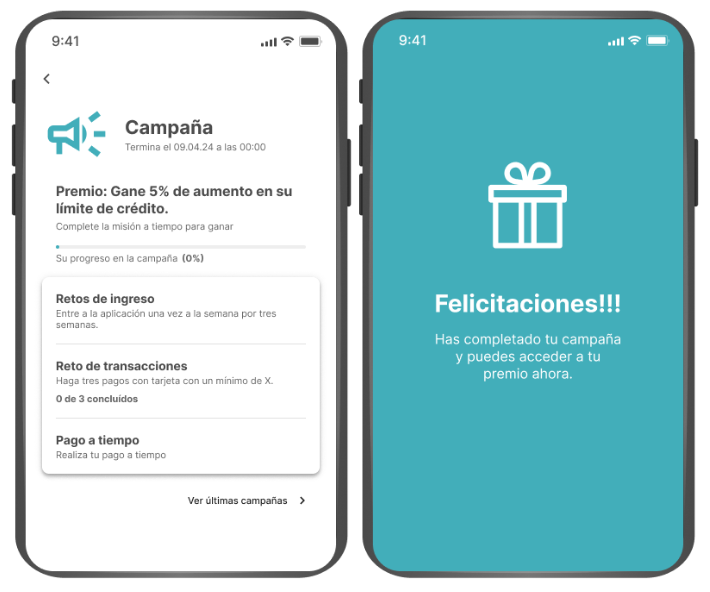 9:41
Campaña
Termina el 09.04.24 a las 00:00
Premio: Gane 5% de aumento en su
límite de crédito.
Complete la misión a tiempo para ganar
Su progreso en la campaña (0%)
Retos de ingreso
Entre a la aplicación una vez a la semana por tres
semanas.
Reto de transacciones
Haga tres pagos con tarjeta con un mínimo de X.
0 de 3 concluídos
Pago a tiempo
Realiza tu pago a tiempo
Ver últimas campañas
9:41
Felicitaciones!!!
Has completado tu campaña
y puedes acceder a tu
premio ahora.